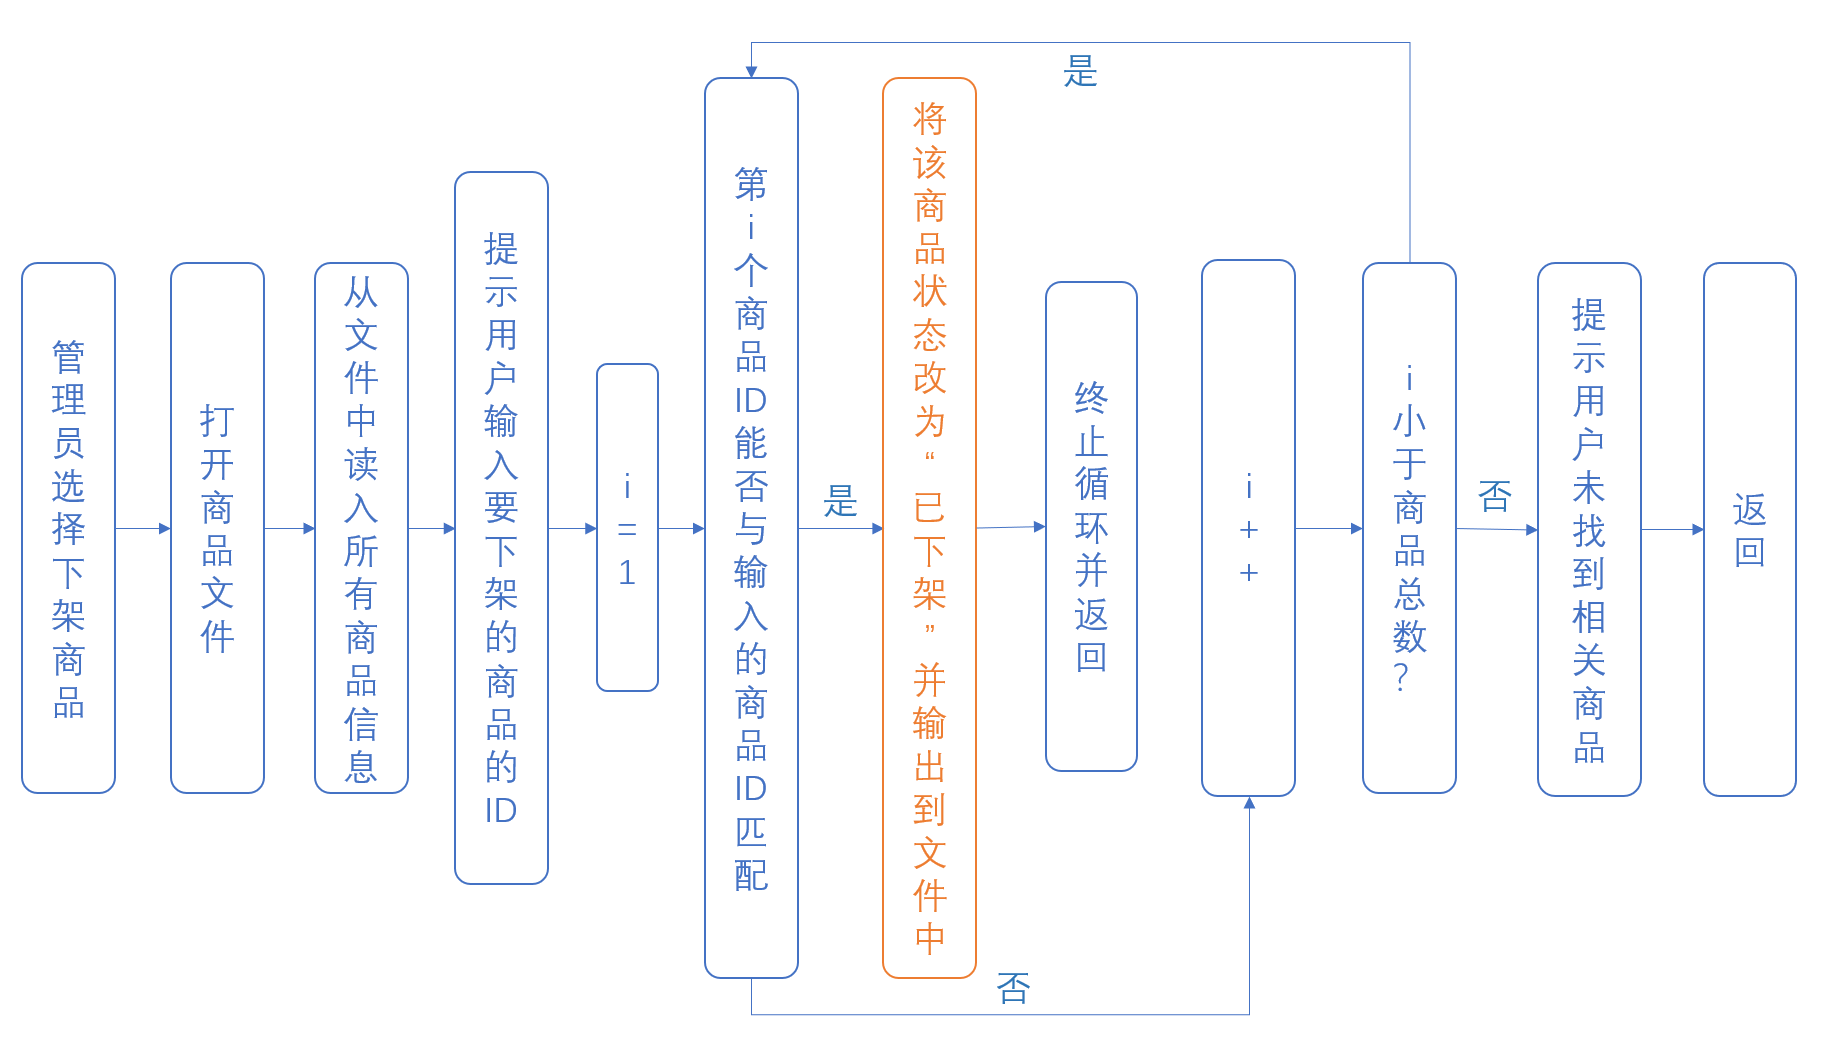 管理员选择下架商品
打开商品文件
从文件中读入所有商品信息
提示用户输入要下架的商品的ID
i=1
第i个商品ID能否与输入的商品ID匹配
是
将该商品状态改为“已下架”并输出到文件中
终止循环并返回
否
i++
i小于商品总数?
是
否
提示用户未找到相关商品
返回